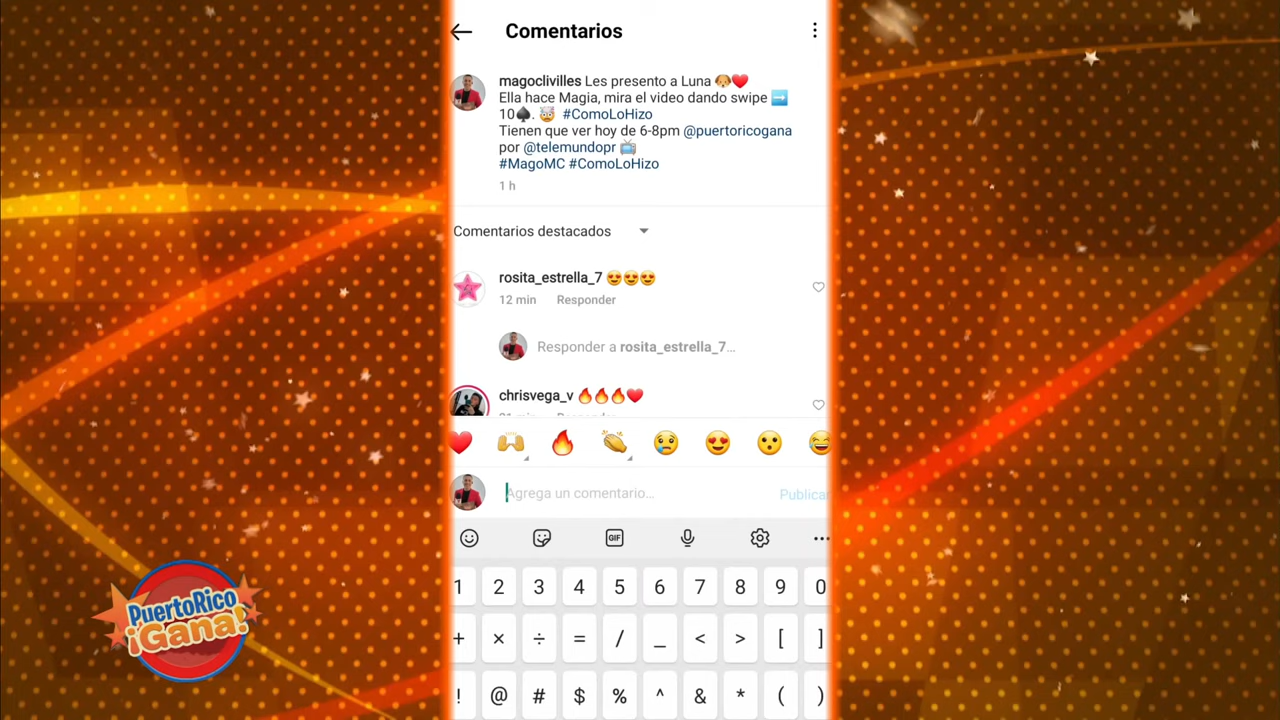 Comentarios
magoclivilles Les presento a Luna 🐶❤️
Ella hace Magia, mira el video dando swipe ➡️
10♠️. 🤯 #ComoLoHizo
Tienen que ver hoy de 6-8pm @puertoricogana
por @telemundopr 📺
#MagoMC #ComoLoHizo
1 h
Comentarios destacados
rosita_estrella_7 😍😍😍
12 min Responder
Responder a rosita_estrella_7...
chrisvega_v 🔥🔥🔥❤️
❤️ 🙌 🔥 👏 😢 😍 😮 😂
Agrega un comentario...
Publicar
GIF
1 2 3 4 5 6 7 8 9 0
+ × ÷ = / _ < > [ ]
! @ # $ % ^ & * ( )
PuertoRico
¡Gana!